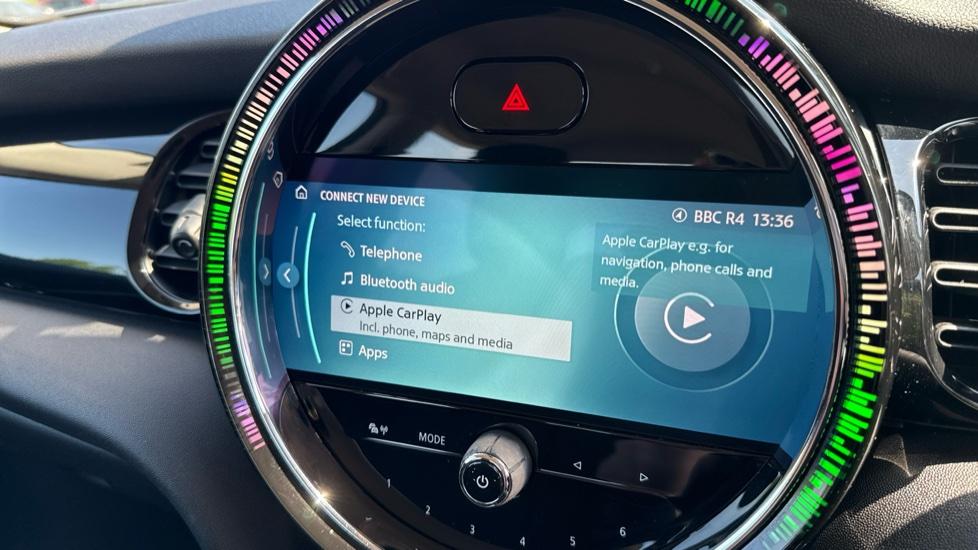 CONNECT NEW DEVICE
BBC R4 13:36
Select function:
Telephone
Bluetooth audio
Apple CarPlay
Incl. phone, maps and media
Apps
Apple CarPlay e.g. for
navigation, phone calls and
media.
MODE
1
2
3
4
5
6